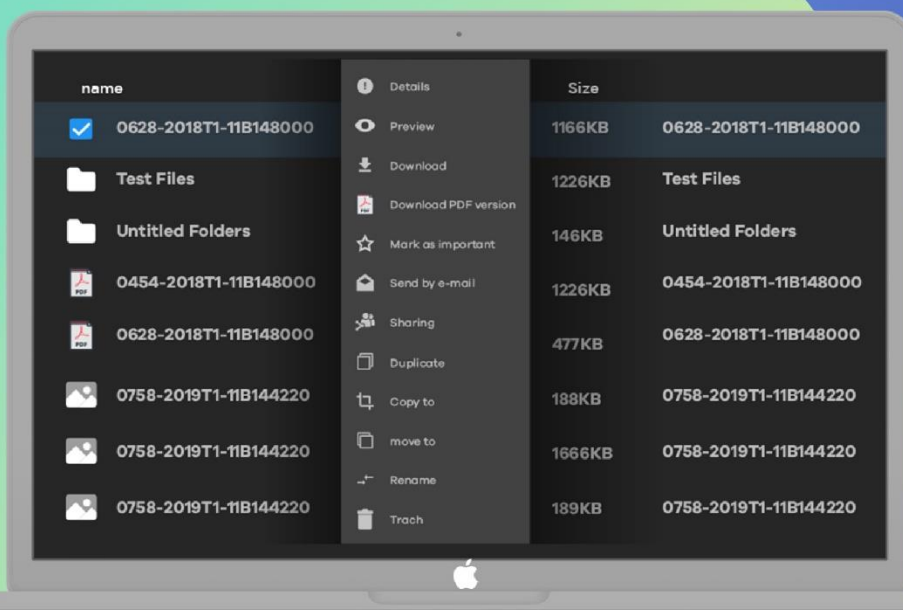 name
Size
0628-2018T1-11B148000
1166KB
0628-2018T1-11B148000
Test Files
1226KB
Test Files
Untitled Folders
146KB
Untitled Folders
PDF
0454-2018T1-11B148000
1226KB
0454-2018T1-11B148000
PDF
0628-2018T1-11B148000
477KB
0628-2018T1-11B148000
0758-2019T1-11B144220
188KB
0758-2019T1-11B144220
0758-2019T1-11B144220
1666KB
0758-2019T1-11B144220
0758-2019T1-11B144220
189KB
0758-2019T1-11B144220
Details
Preview
Download
PDF
Download PDF version
Mark as important
Send by e-mail
Sharing
Duplicate
Copy to
move to
Rename
Trach